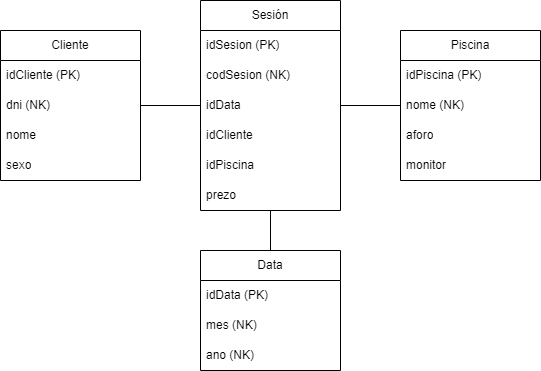 Cliente
idCliente (PK)
dni (NK)
nome
sexo
Sesión
idSesion (PK)
codSesion (NK)
idData
idCliente
idPiscina
prezo
Piscina
idPiscina (PK)
nome (NK)
aforo
monitor
Data
idData (PK)
mes (NK)
ano (NK)